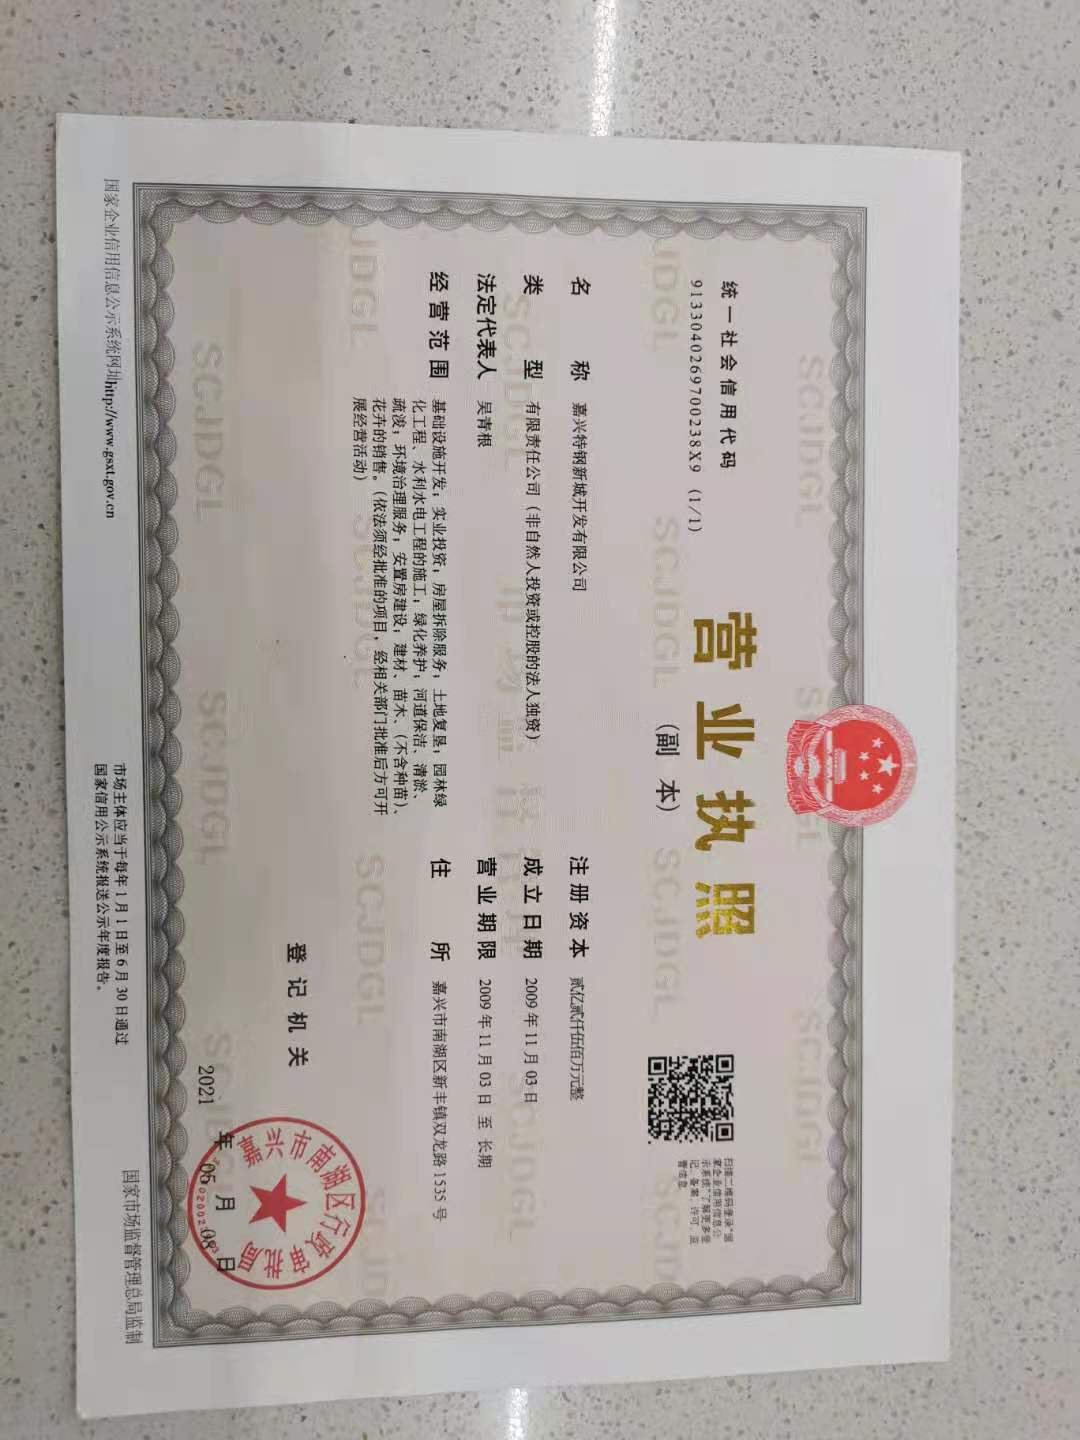 统一社会信用代码
9133040269700238X9 (1/1)
营业执照
(副 本)
扫描二维码登录"国
家企业信用信息公
示系统"了解更多登
记、备案、许可、监
管信息
名 称 嘉兴特钢新城开发有限公司
类 型 有限责任公司(非自然人投资或控股的法人独资)
法定代表人 吴青根
经营范围 基础设施开发;实业投资;房屋拆除服务;土地复垦;园林绿
化工程、水利水电工程的施工;绿化养护;河道保洁、清淤、
疏浚;环境治理服务;安置房建设;建材、苗木、(不含种苗)、
花卉的销售。(依法须经批准的项目,经相关部门批准后方可开
展经营活动)
注册资本 贰亿贰仟伍佰万元整
成立日期 2009年11月03日
营业期限 2009年11月03日 至 长期
住 所 嘉兴市南湖区新丰镇双龙路1535号
登记机关
嘉兴市南湖区行政审批局
年 月 日
2021 05 08
国家企业信用信息公示系统网址http://www.gsxt.gov.cn
市场主体应当于每年1月1日至6月30日通过
国家信用公示系统报送公示年度报告。
国家市场监督管理总局监制
SCJDGL
市场监督管理